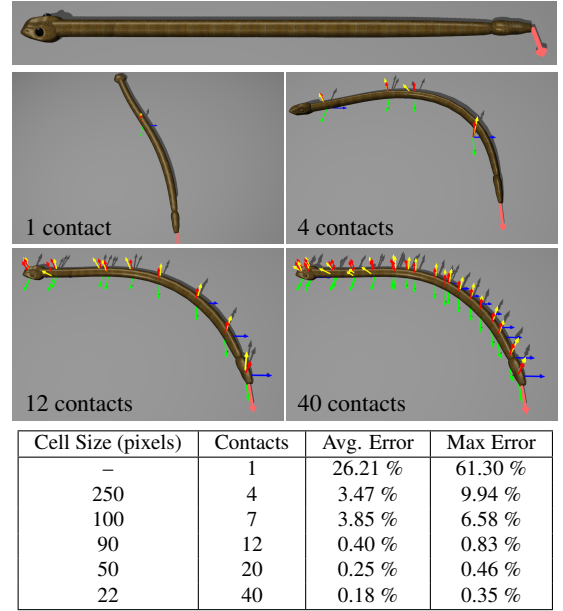 1 contact
4 contacts
12 contacts
40 contacts
Cell Size (pixels) Contacts Avg. Error Max Error
– 1 26.21 % 61.30 %
250 4 3.47 % 9.94 %
100 7 3.85 % 6.58 %
90 12 0.40 % 0.83 %
50 20 0.25 % 0.46 %
22 40 0.18 % 0.35 %